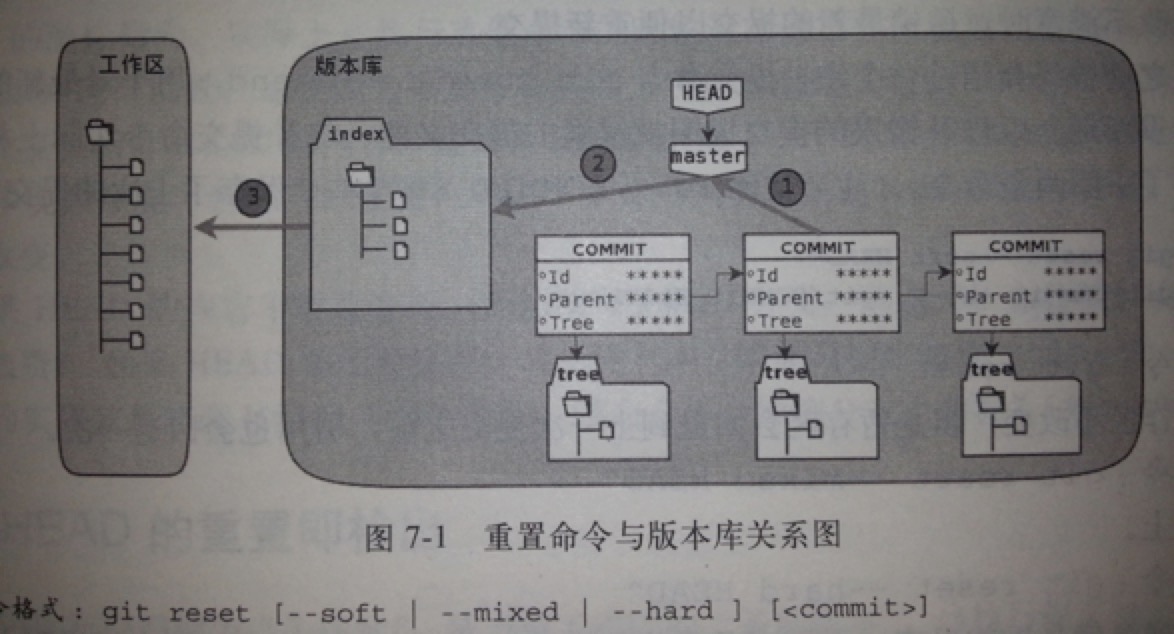 工作区
版本库
HEAD
index
master
①
②
③
COMMIT COMMIT COMMIT
Id ***** Id ***** Id *****
Parent ***** Parent ***** Parent *****
Tree ***** Tree ***** Tree *****
tree tree tree
图 7-1 重置命令与版本库关系图
格式：git reset [--soft | --mixed | --hard ] [<commit>]